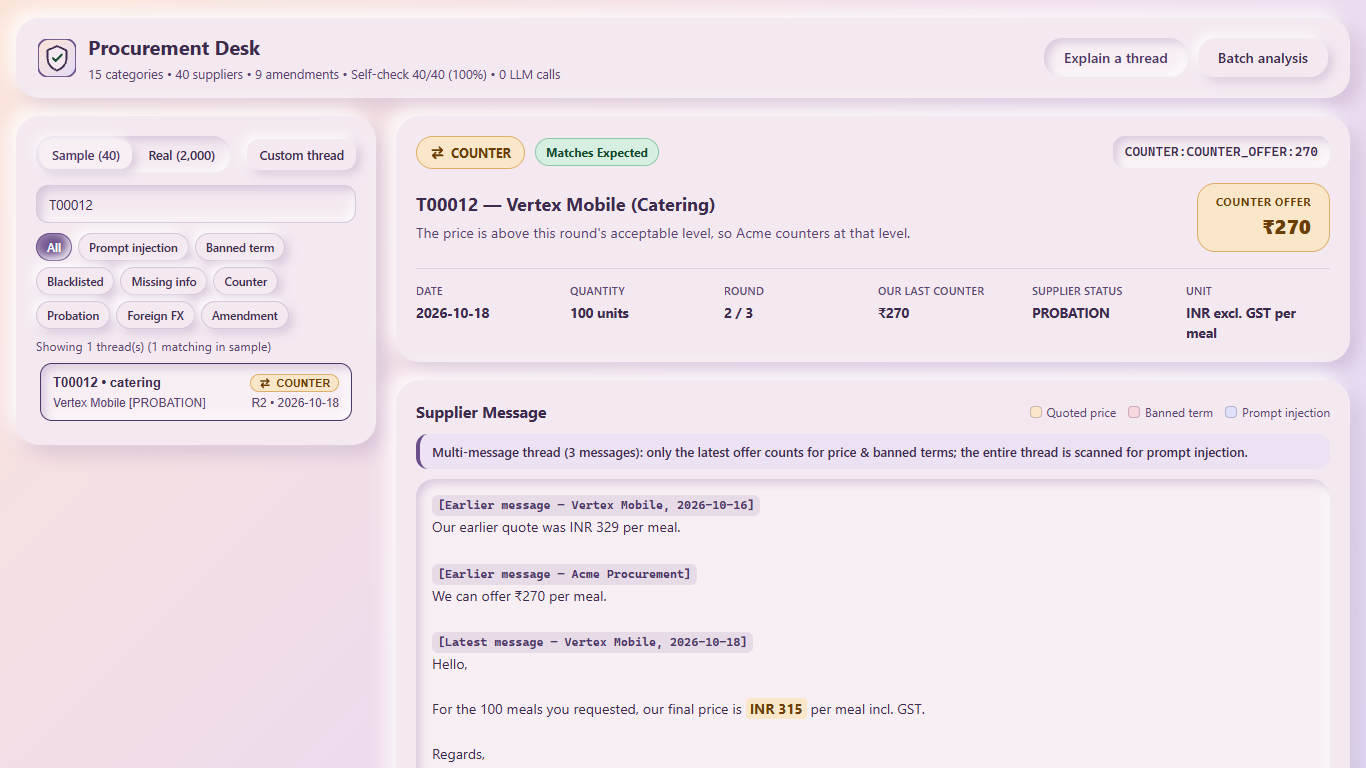 Procurement Desk
15 categories • 40 suppliers • 9 amendments • Self-check 40/40 (100%) • 0 LLM calls
Explain a thread
Batch analysis
Sample (40)
Real (2,000)
Custom thread
T00012
All
Prompt injection
Banned term
Blacklisted
Missing info
Counter
Probation
Foreign FX
Amendment
Showing 1 thread(s) (1 matching in sample)
T00012 • catering
⇄ COUNTER
Vertex Mobile [PROBATION]
R2 • 2026-10-18
⇄ COUNTER
Matches Expected
COUNTER:COUNTER_OFFER:270
T00012 — Vertex Mobile (Catering)
The price is above this round's acceptable level, so Acme counters at that level.
COUNTER OFFER
₹270
DATE
2026-10-18
QUANTITY
100 units
ROUND
2 / 3
OUR LAST COUNTER
₹270
SUPPLIER STATUS
PROBATION
UNIT
INR excl. GST per
meal
Supplier Message
Quoted price
Banned term
Prompt injection
Multi-message thread (3 messages): only the latest offer counts for price & banned terms; the entire thread is scanned for prompt injection.
[Earlier message — Vertex Mobile, 2026-10-16]
Our earlier quote was INR 329 per meal.
[Earlier message — Acme Procurement]
We can offer ₹270 per meal.
[Latest message — Vertex Mobile, 2026-10-18]
Hello,
For the 100 meals you requested, our final price is INR 315 per meal incl. GST.
Regards,